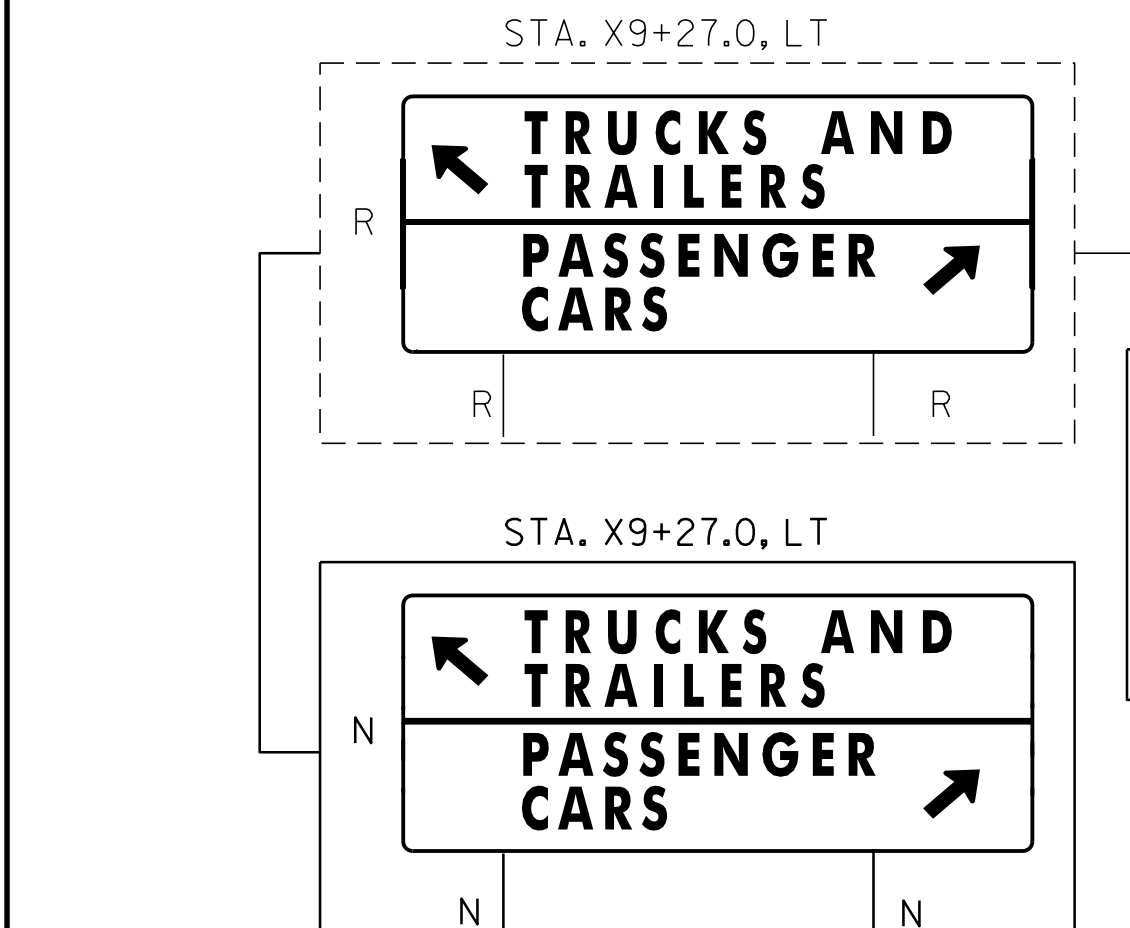 STA. X9+27.0, LT
TRUCKS AND
TRAILERS
R
PASSENGER
CARS
R R
STA. X9+27.0, LT
TRUCKS AND
TRAILERS
N
PASSENGER
CARS
N N